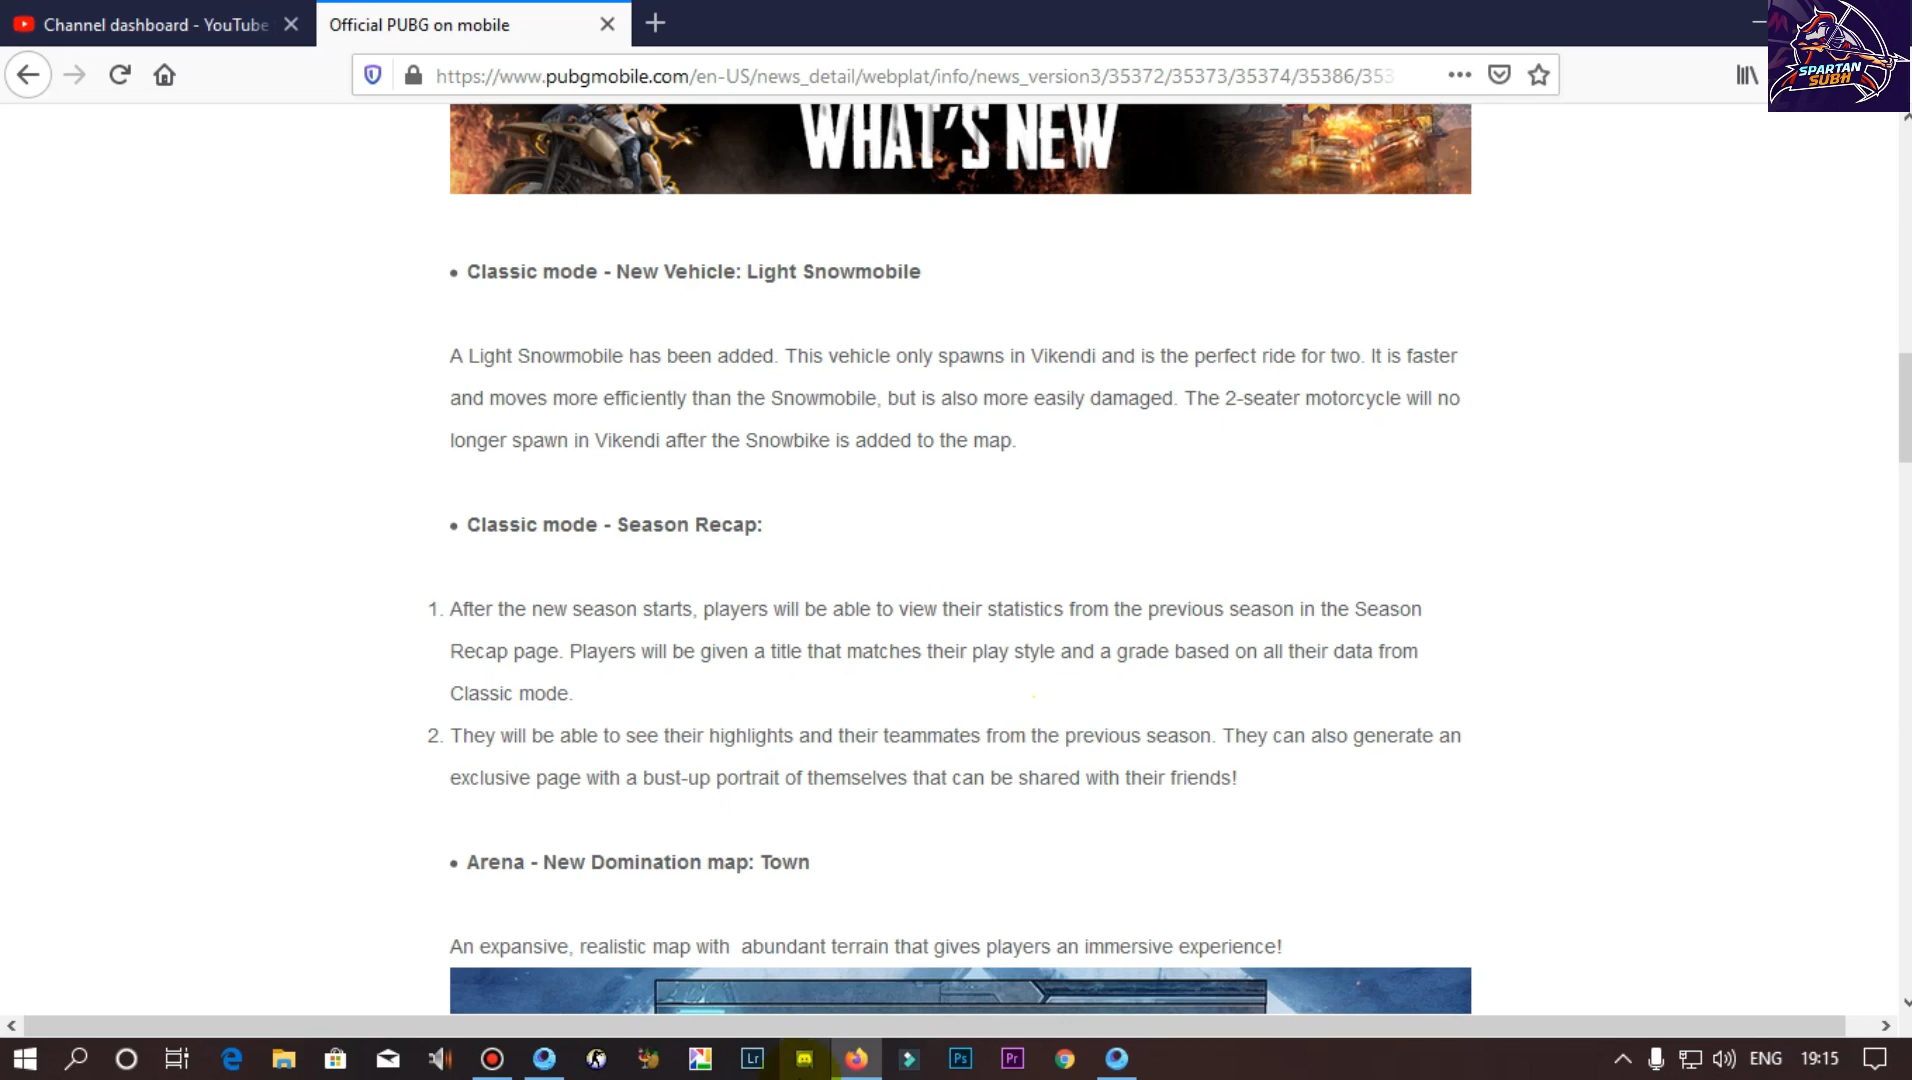 Channel dashboard - YouTube
Official PUBG on mobile
https://www.pubgmobile.com/en-US/news_detail/webplat/info/news_version3/35372/35373/35374/35386/353
SPARTAN
SUBH
WHAT'S NEW
• Classic mode - New Vehicle: Light Snowmobile
A Light Snowmobile has been added. This vehicle only spawns in Vikendi and is the perfect ride for two. It is faster
and moves more efficiently than the Snowmobile, but is also more easily damaged. The 2-seater motorcycle will no
longer spawn in Vikendi after the Snowbike is added to the map.
• Classic mode - Season Recap:
1. After the new season starts, players will be able to view their statistics from the previous season in the Season
Recap page. Players will be given a title that matches their play style and a grade based on all their data from
Classic mode.
2. They will be able to see their highlights and their teammates from the previous season. They can also generate an
exclusive page with a bust-up portrait of themselves that can be shared with their friends!
• Arena - New Domination map: Town
An expansive, realistic map with  abundant terrain that gives players an immersive experience!
Lr
Ps
Pr
ENG
19:15